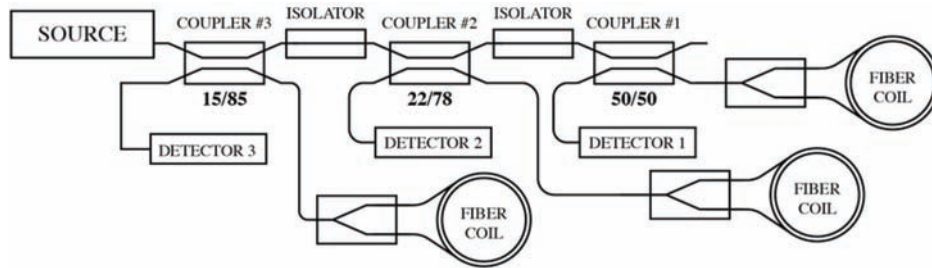 SOURCE
COUPLER #3
ISOLATOR
COUPLER #2
ISOLATOR
COUPLER #1
15/85
22/78
50/50
DETECTOR 3
DETECTOR 2
DETECTOR 1
FIBER
COIL
FIBER
COIL
FIBER
COIL